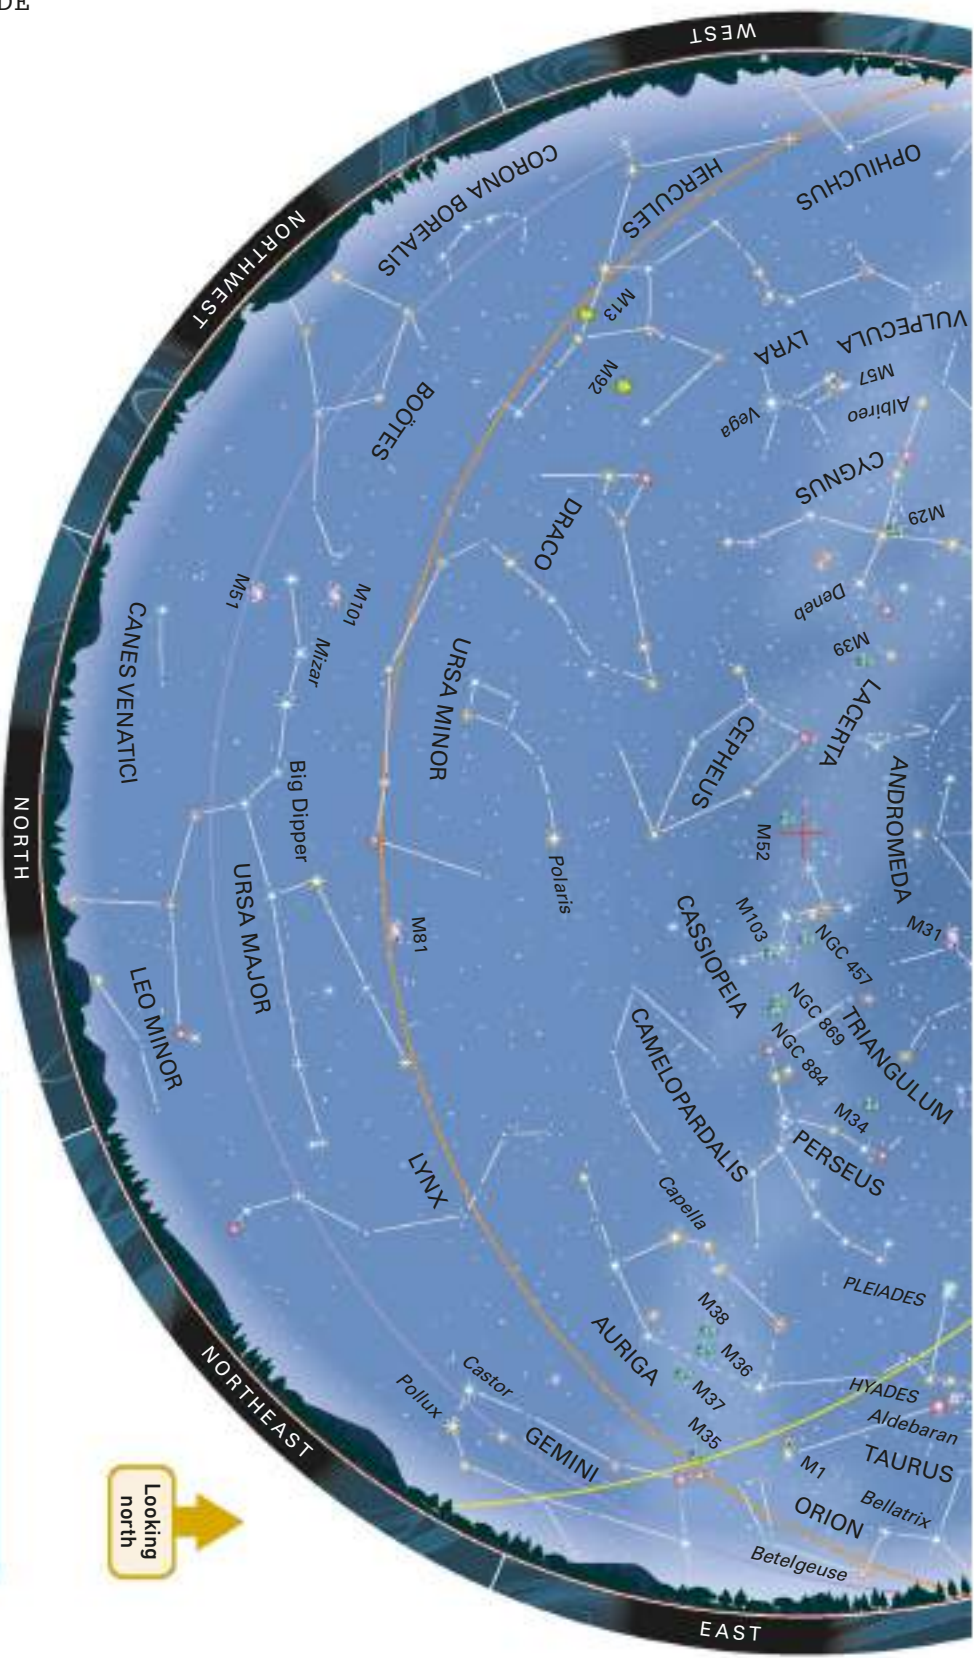 DE
WEST
NORTHWEST
NORTH
NORTHEAST
EAST
OPHIUCHUS
HERCULES
CORONA BOREALIS
M13
M92
LYRA
VULPECULA
M57
Albireo
Vega
CYGNUS
M29
BOÖTES
DRACO
Deneb
M39
LACERTA
M51
M101
Mizar
CANES VENATICI
URSA MINOR
CEPHEUS
ANDROMEDA
Big Dipper
M52
Polaris
URSA MAJOR
M81
CASSIOPEIA
M103
NGC 457
M31
LEO MINOR
NGC 869
NGC 884
TRIANGULUM
CAMELOPARDALIS
M34
PERSEUS
LYNX
Capella
PLEIADES
M38
M36
AURIGA
M37
HYADES
Aldebaran
Castor
Pollux
GEMINI
M35
M1
TAURUS
ORION
Bellatrix
Betelgeuse
Looking
north